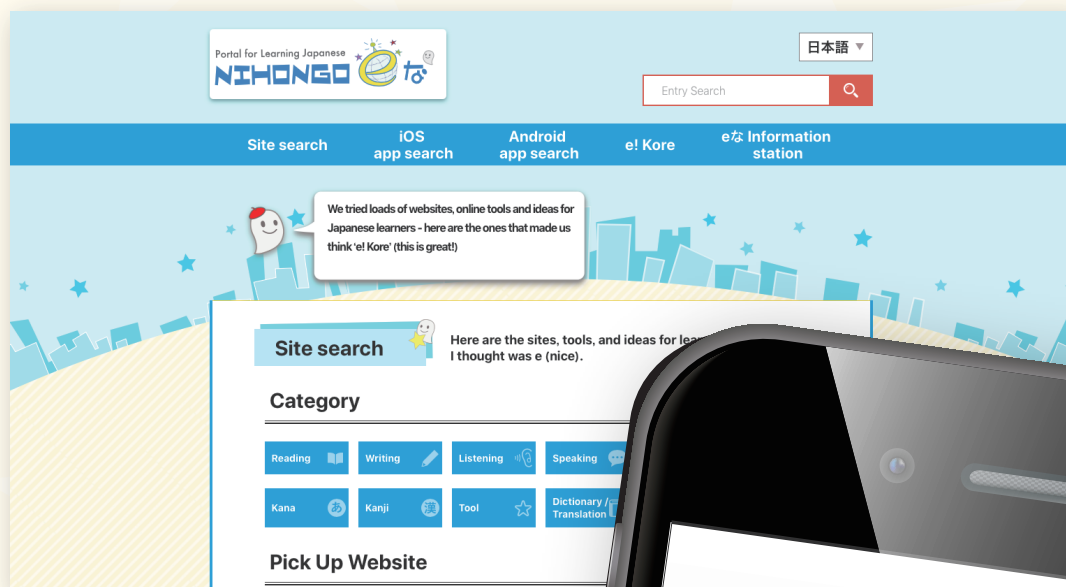 Portal for Learning Japanese
NIHONGO eな
日本語 ▼
Entry Search
Site search
iOS
app search
Android
app search
e! Kore
eな Information
station
We tried loads of websites, online tools and ideas for
Japanese learners - here are the ones that made us
think 'e! Kore' (this is great!)
Site search
Here are the sites, tools, and ideas for
I thought was e (nice).
Category
Reading
Writing
Listening
Speaking
Kana
あ
Kanji
漢
Tool
Dictionary /
Translation
Pick Up Website